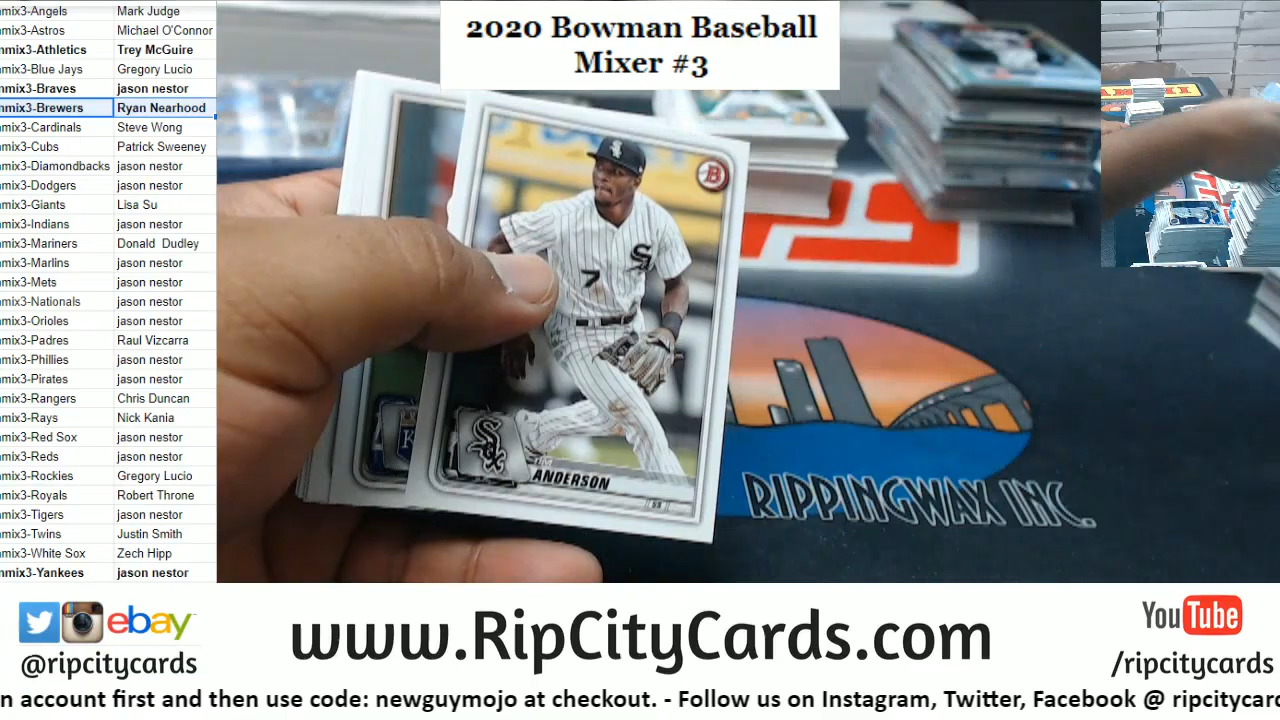 mix3-Angels Mark Judge
mix3-Astros Michael O'Connor
mix3-Athletics Trey McGuire
mix3-Blue Jays Gregory Lucio
mix3-Braves jason nestor
mix3-Brewers Ryan Nearhood
mix3-Cardinals Steve Wong
mix3-Cubs Patrick Sweeney
mix3-Diamondbacks jason nestor
mix3-Dodgers jason nestor
mix3-Giants Lisa Su
mix3-Indians jason nestor
mix3-Mariners Donald Dudley
mix3-Marlins jason nestor
mix3-Mets jason nestor
mix3-Nationals jason nestor
mix3-Orioles jason nestor
mix3-Padres Raul Vizcarra
mix3-Phillies jason nestor
mix3-Pirates jason nestor
mix3-Rangers Chris Duncan
mix3-Rays Nick Kania
mix3-Red Sox jason nestor
mix3-Reds jason nestor
mix3-Rockies Gregory Lucio
mix3-Royals Robert Throne
mix3-Tigers jason nestor
mix3-Twins Justin Smith
mix3-White Sox Zech Hipp
mix3-Yankees jason nestor
2020 Bowman Baseball
Mixer #3
B
Sox
7
Sox
TIM
ANDERSON
RIPPINGWAX INC.
ebay
@ripcitycards
www.RipCityCards.com
YouTube
/ripcitycards
n account first and then use code: newguymojo at checkout. - Follow us on Instagram, Twitter, Facebook @ ripcitycar